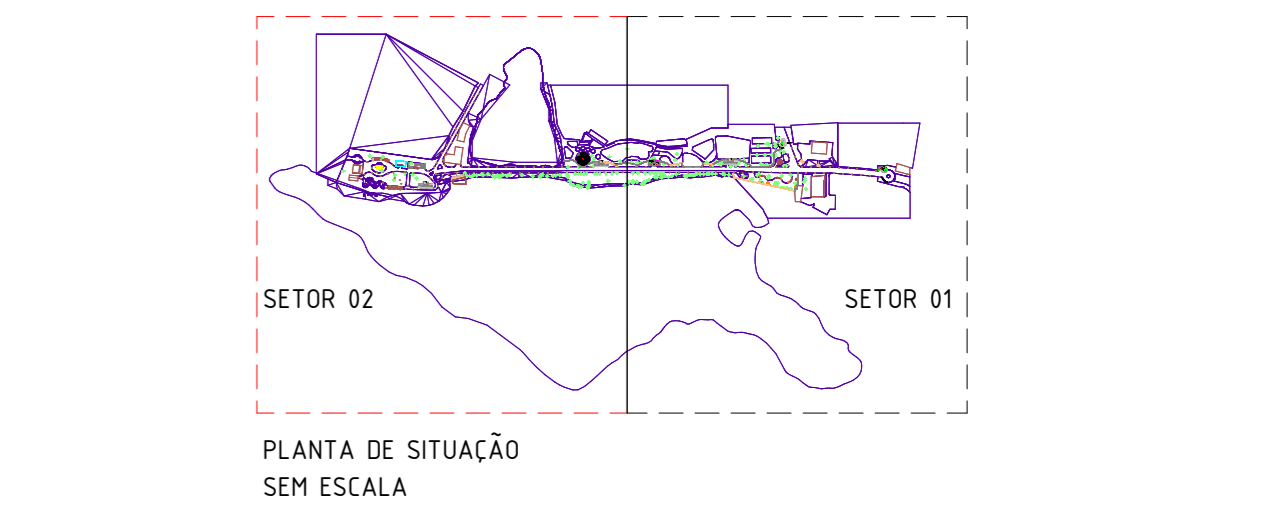 SETOR 02
SETOR 01
PLANTA DE SITUAÇÃO
SEM ESCALA